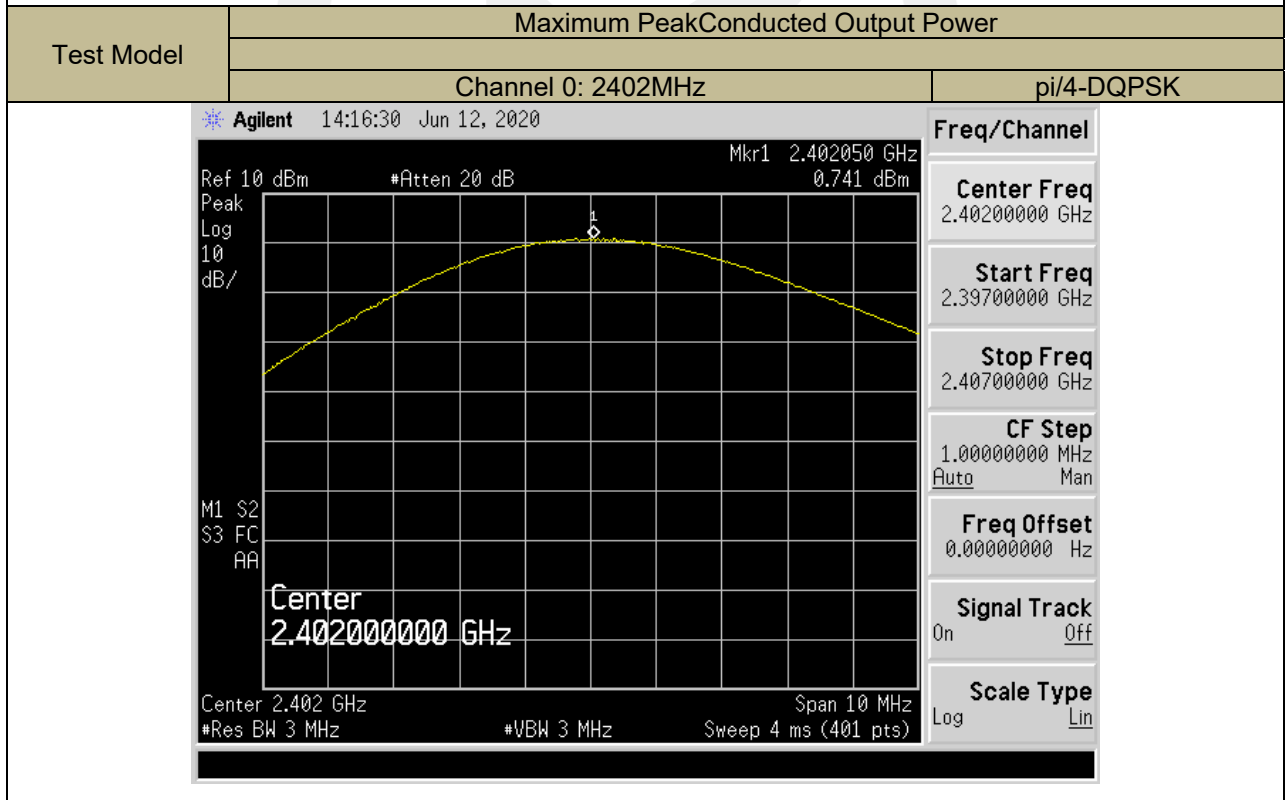 Test Model
Maximum PeakConducted Output Power
Channel 0: 2402MHz pi/4-DQPSK
Agilent 14:16:30 Jun 12, 2020
Freq/Channel
Mkr1 2.402050 GHz
Ref 10 dBm #Atten 20 dB 0.741 dBm
Peak
Log
10
dB/
1
M1 S2
S3 FC
AA
Center
2.402000000 GHz
Center 2.402 GHz Span 10 MHz
#Res BW 3 MHz #VBW 3 MHz Sweep 4 ms (401 pts)
Center Freq
2.40200000 GHz
Start Freq
2.39700000 GHz
Stop Freq
2.40700000 GHz
CF Step
1.00000000 MHz
Auto Man
Freq Offset
0.00000000 Hz
Signal Track
On Off
Scale Type
Log Lin